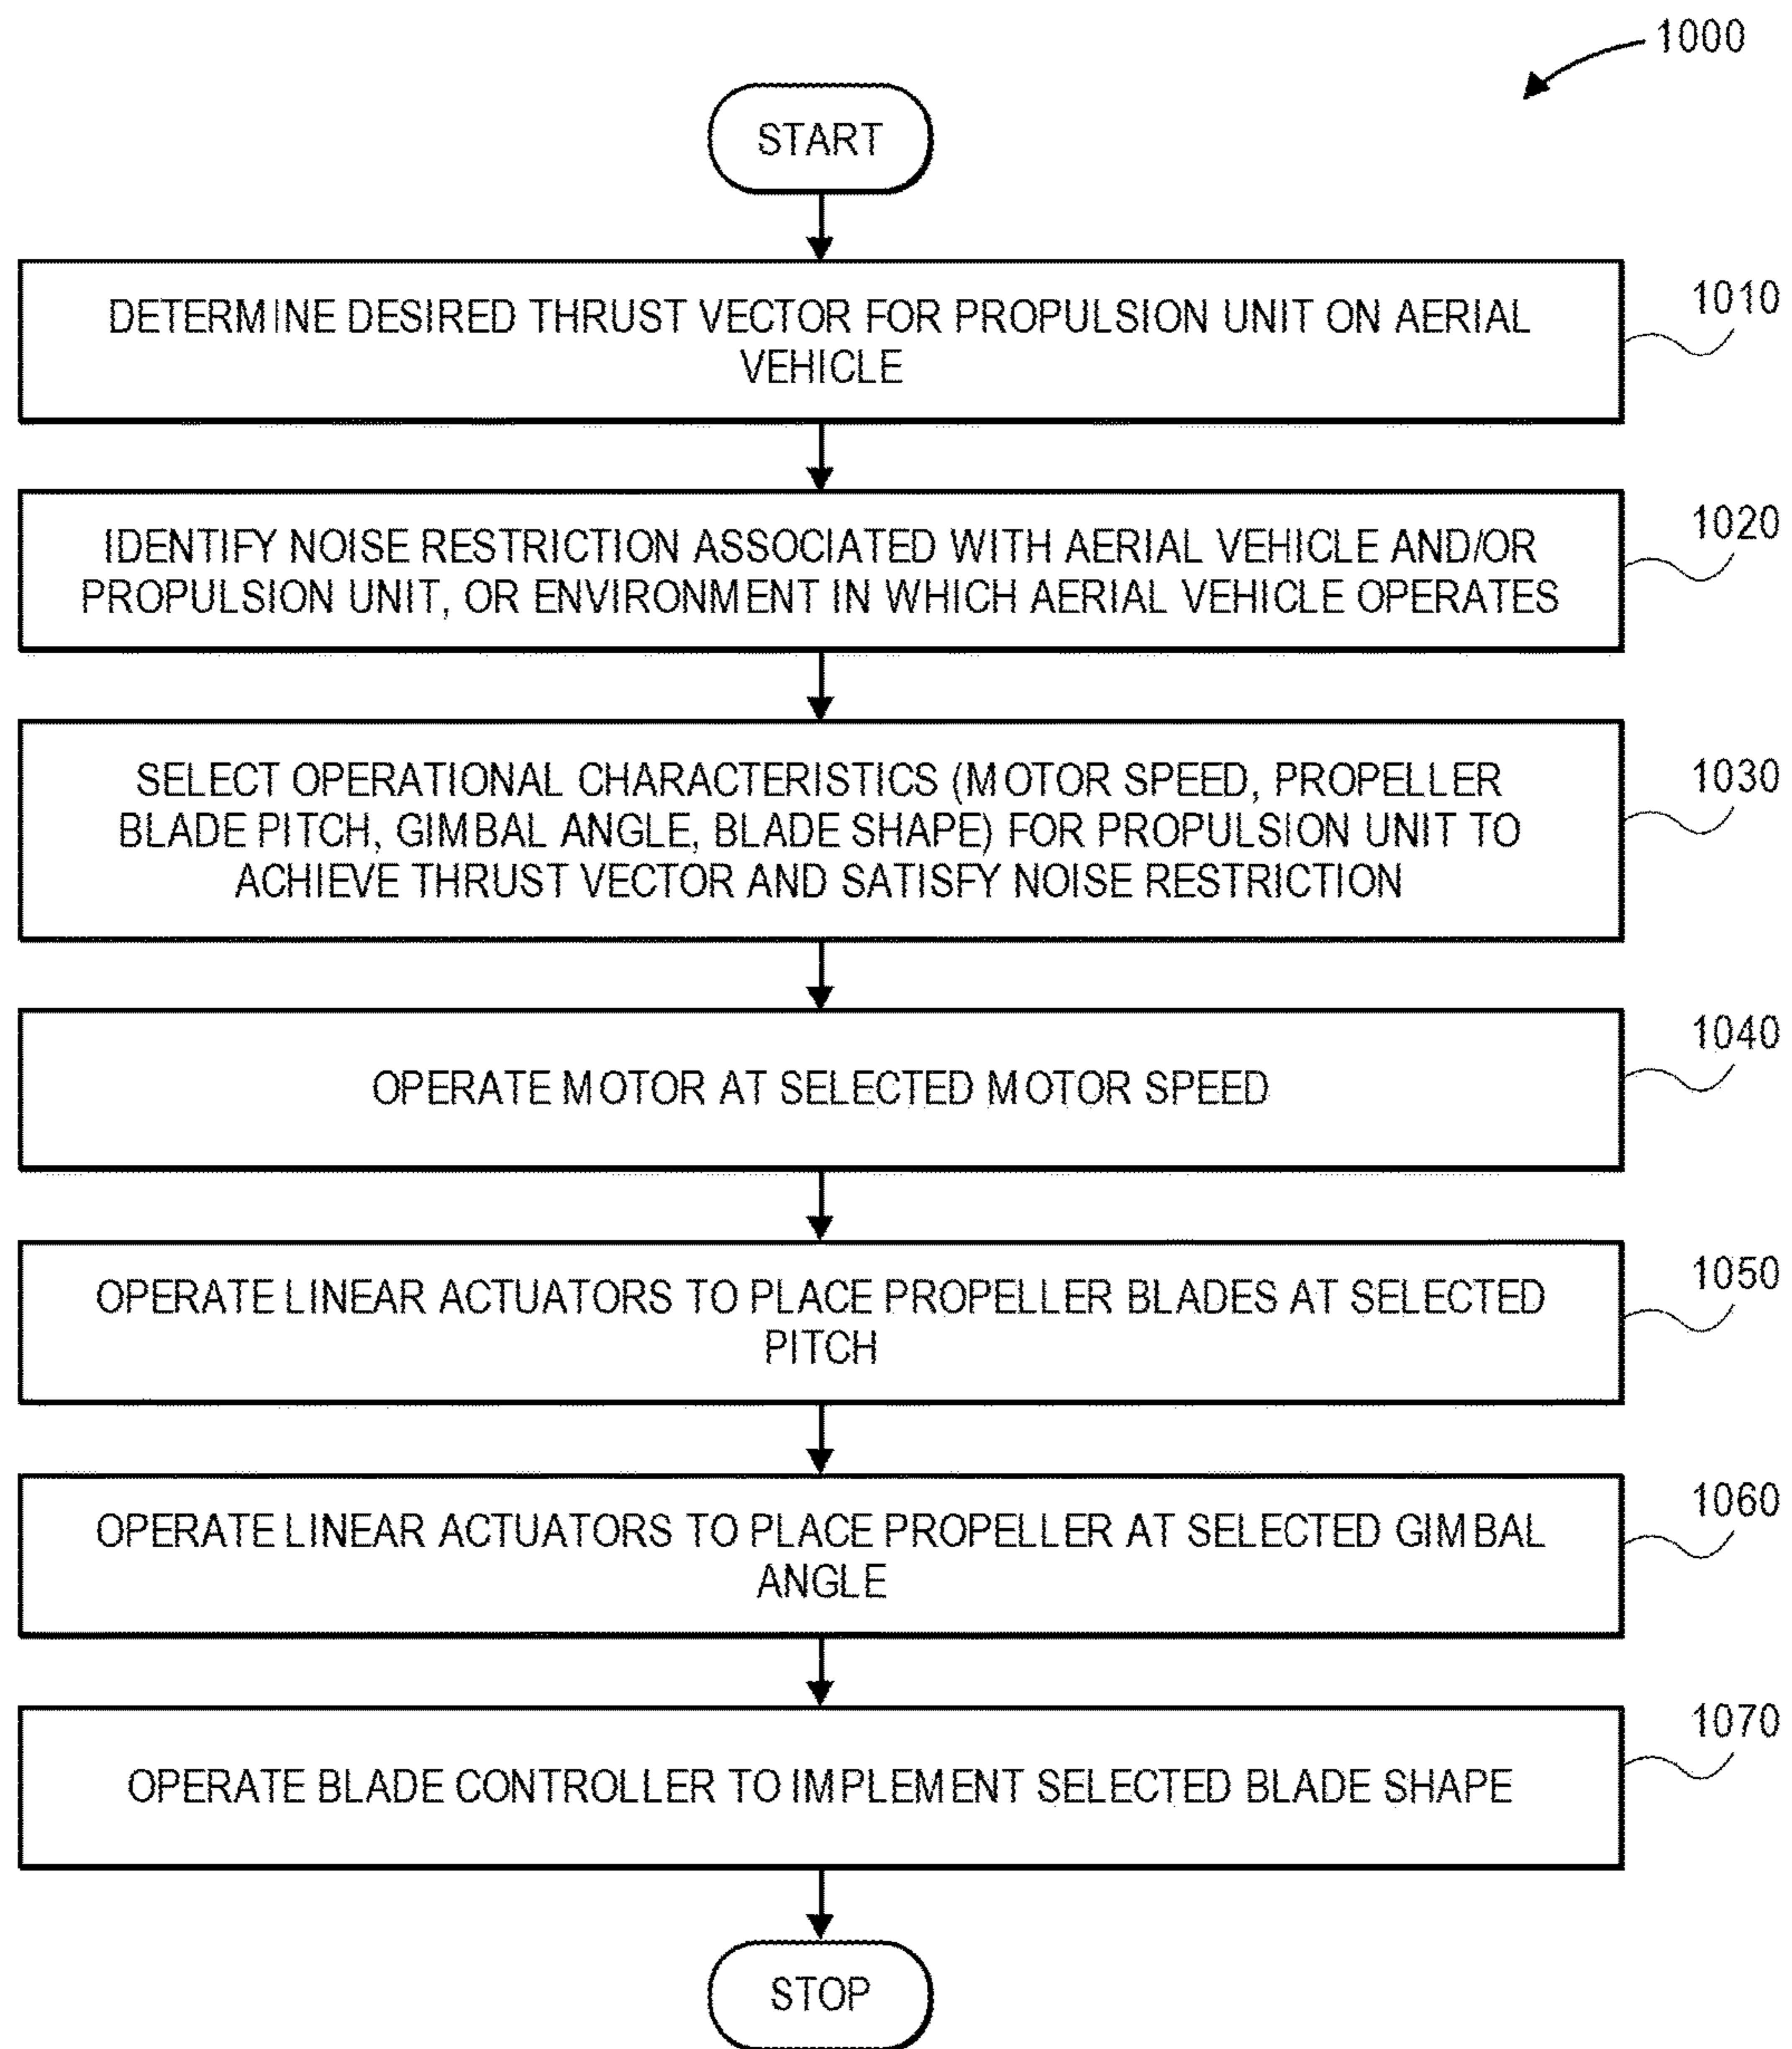 1000
START
DETERMINE DESIRED THRUST VECTOR FOR PROPULSION UNIT ON AERIAL
VEHICLE
1010
IDENTIFY NOISE RESTRICTION ASSOCIATED WITH AERIAL VEHICLE AND/OR
PROPULSION UNIT, OR ENVIRONMENT IN WHICH AERIAL VEHICLE OPERATES
1020
SELECT OPERATIONAL CHARACTERISTICS (MOTOR SPEED, PROPELLER
BLADE PITCH, GIMBAL ANGLE, BLADE SHAPE) FOR PROPULSION UNIT TO
ACHIEVE THRUST VECTOR AND SATISFY NOISE RESTRICTION
1030
OPERATE MOTOR AT SELECTED MOTOR SPEED
1040
OPERATE LINEAR ACTUATORS TO PLACE PROPELLER BLADES AT SELECTED
PITCH
1050
OPERATE LINEAR ACTUATORS TO PLACE PROPELLER AT SELECTED GIMBAL
ANGLE
1060
OPERATE BLADE CONTROLLER TO IMPLEMENT SELECTED BLADE SHAPE
1070
STOP